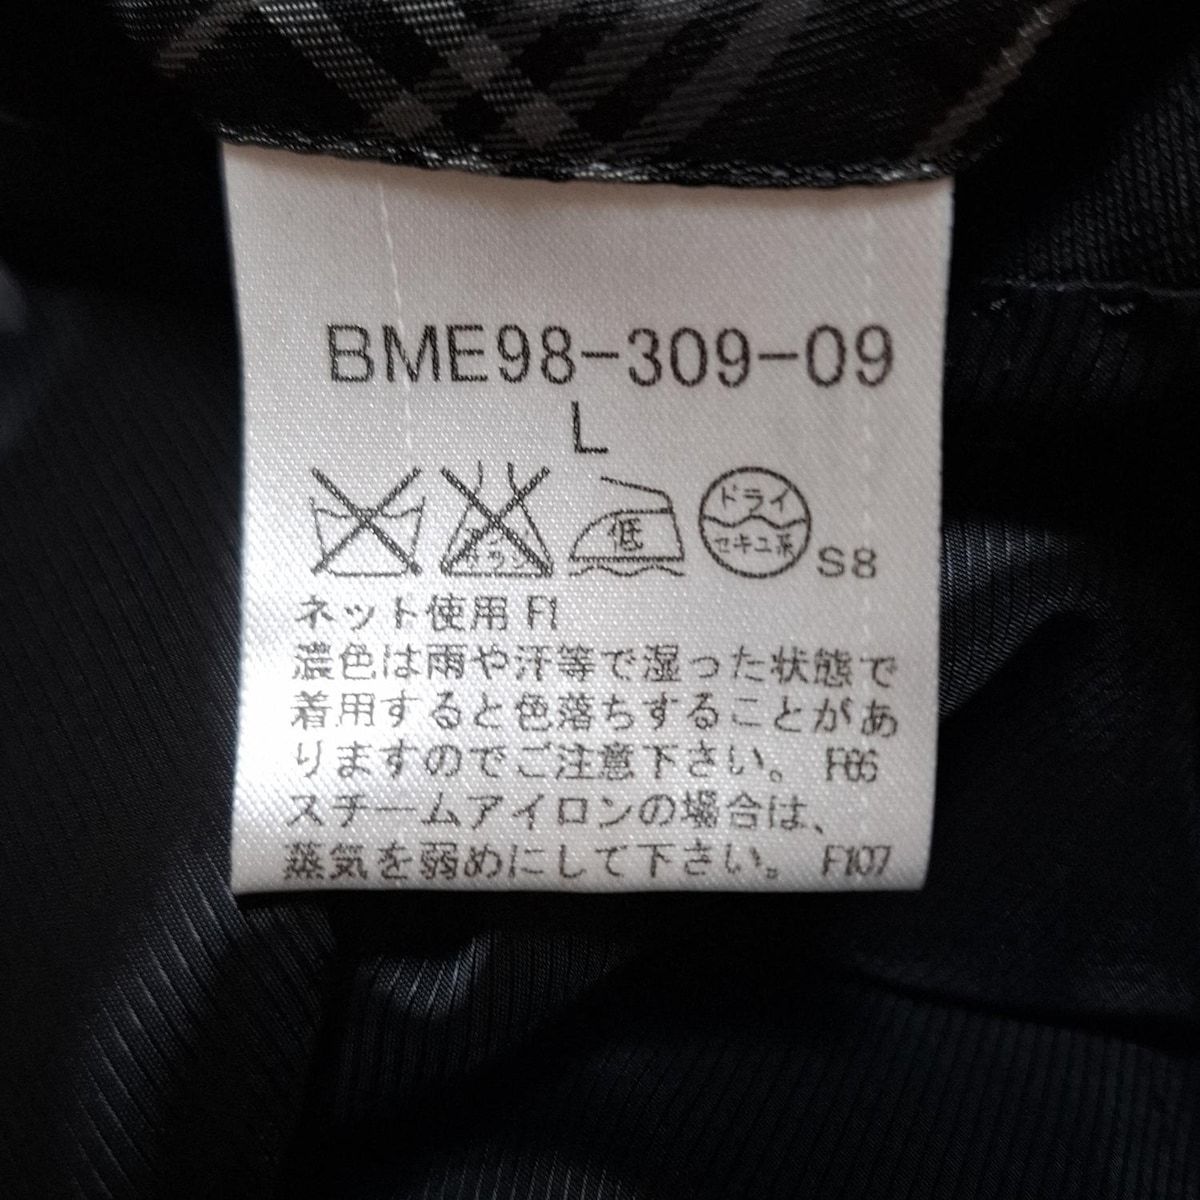 BME98-309-09
L
低
ドライ
セキユ系
S8
ネット使用 F1
濃色は雨や汗等で湿った状態で
着用すると色落ちすることがあ
りますのでご注意下さい。 F66
スチームアイロンの場合は、
蒸気を弱めにして下さい。 F107